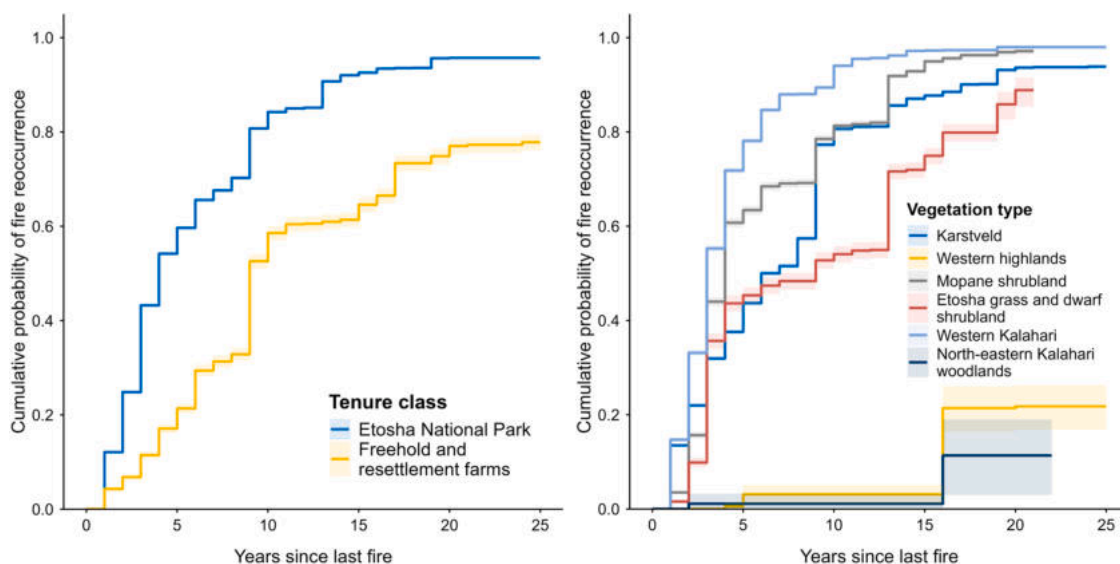 Cumulative probability of fire reoccurrence
1.0
0.8
0.6
0.4
0.2
0.0
0 5 10 15 20 25
Years since last fire
Tenure class
Etosha National Park
Freehold and
resettlement farms
Cumulative probability of fire reoccurrence
1.0
0.8
0.6
0.4
0.2
0.0
0 5 10 15 20 25
Years since last fire
Vegetation type
Karstveld
Western highlands
Mopane shrubland
Etosha grass and dwarf
shrubland
Western Kalahari
North-eastern Kalahari
woodlands